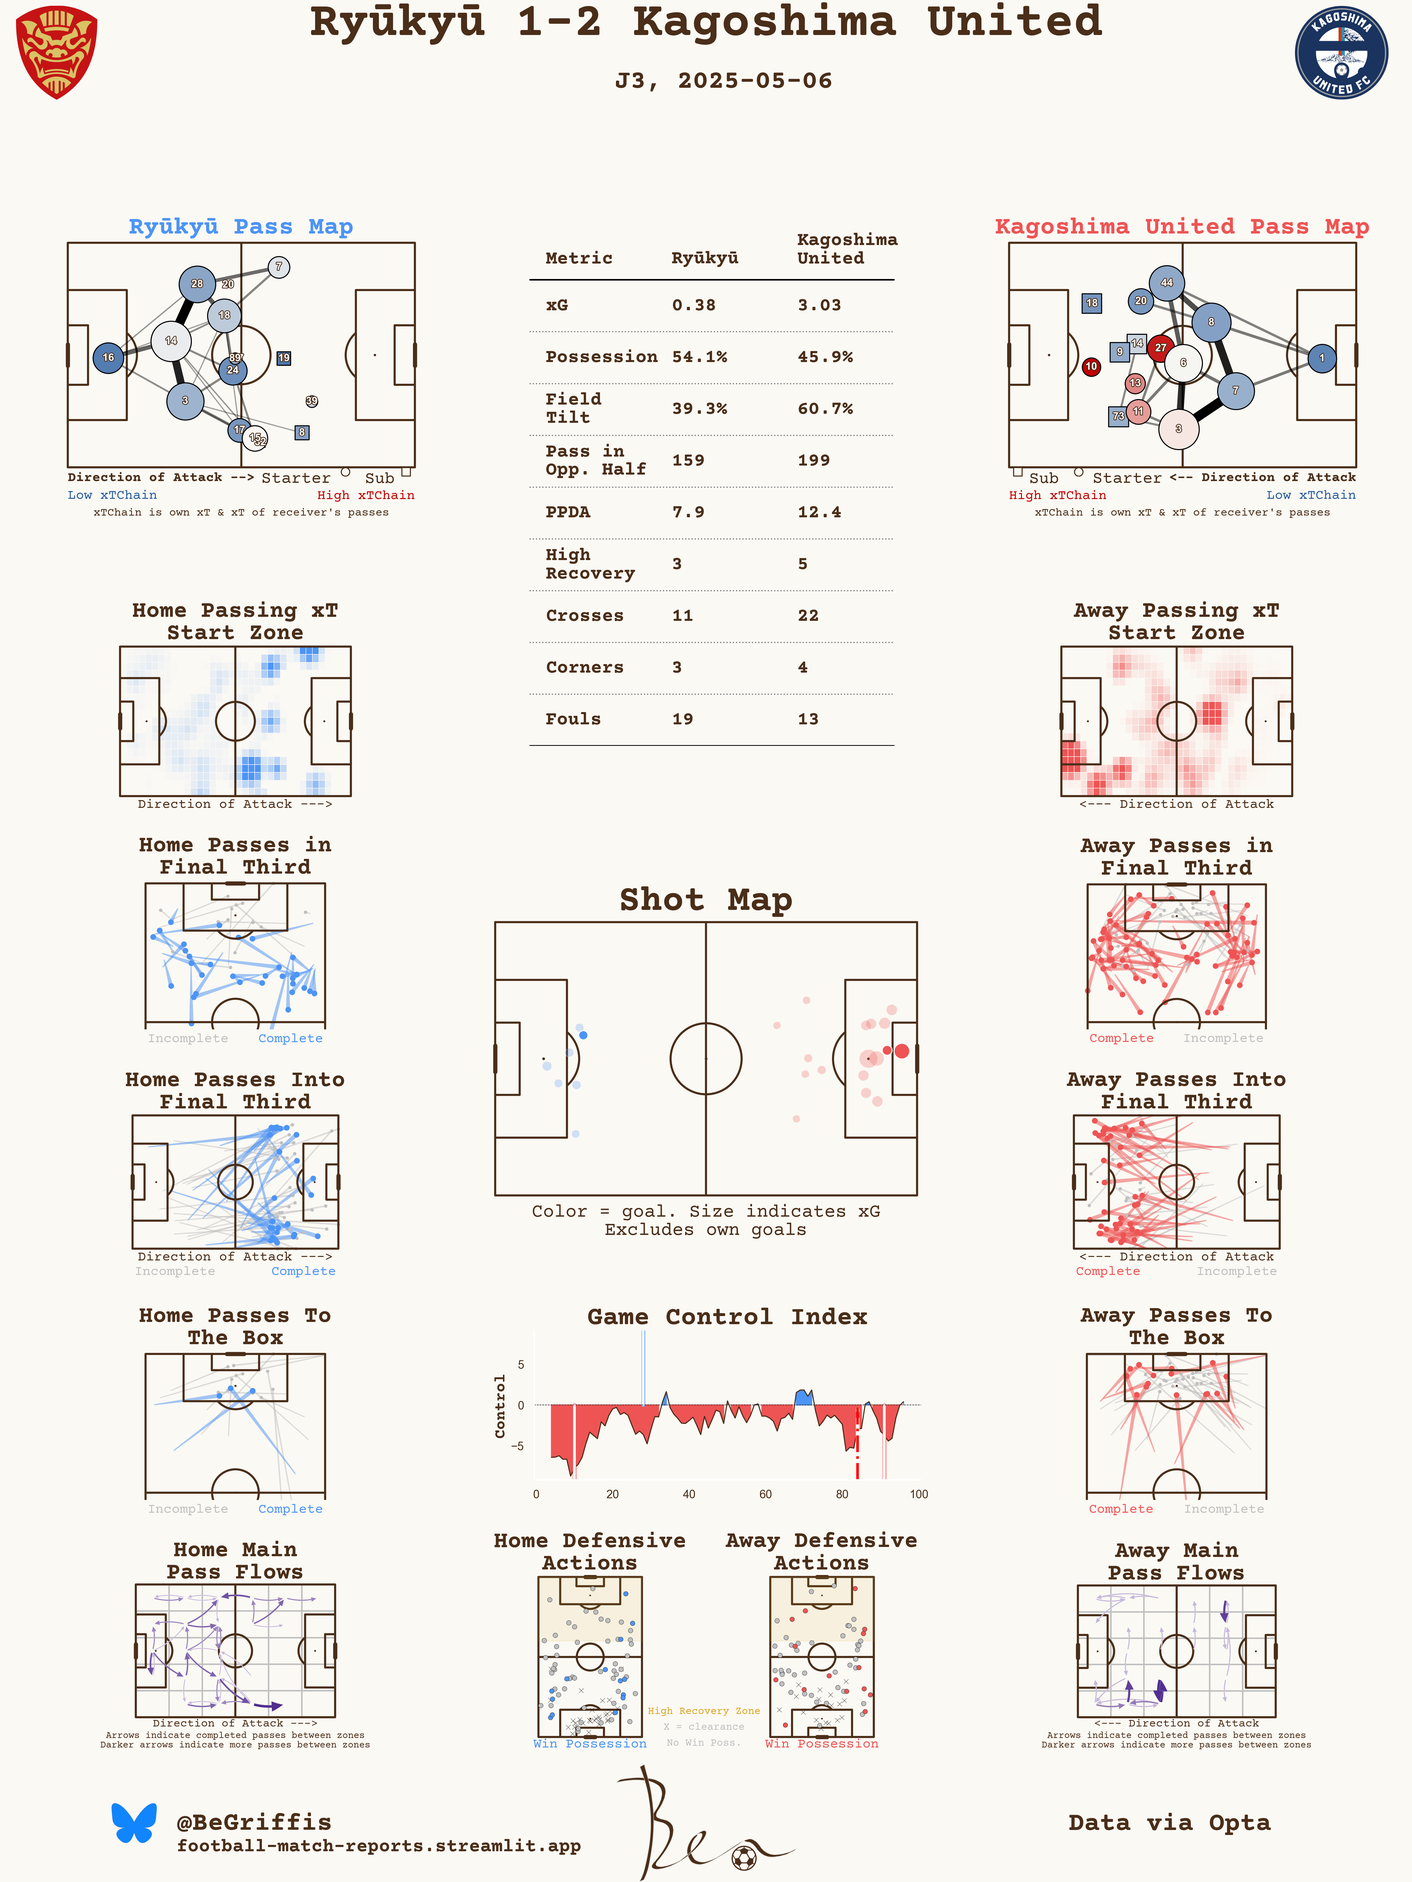 Ryūkyū 1-2 Kagoshima United
J3, 2025-05-06
KAGOSHIMA
UNITED FC
Ryūkyū Pass Map
28
20
7
18
14
16
24
19
3
39
17
15
8
Direction of Attack --> Starter Sub
Low xTChain High xTChain
xTChain is own xT & xT of receiver's passes
Metric Ryūkyū Kagoshima United
xG 0.38 3.03
Possession 54.1% 45.9%
Field Tilt 39.3% 60.7%
Pass in Opp. Half 159 199
PPDA 7.9 12.4
High Recovery 3 5
Crosses 11 22
Corners 3 4
Fouls 19 13
Kagoshima United Pass Map
44
18
20
8
14
9
27
6
1
10
13
7
73
11
3
Sub Starter <-- Direction of Attack
High xTChain Low xTChain
xTChain is own xT & xT of receiver's passes
Home Passing xT
Start Zone
Direction of Attack --->
Away Passing xT
Start Zone
<--- Direction of Attack
Home Passes in
Final Third
Incomplete Complete
Shot Map
Color = goal. Size indicates xG
Excludes own goals
Away Passes in
Final Third
Complete Incomplete
Home Passes Into
Final Third
Direction of Attack --->
Incomplete Complete
Away Passes Into
Final Third
<--- Direction of Attack
Complete Incomplete
Home Passes To
The Box
Incomplete Complete
Game Control Index
Control
5
0
−5
0 20 40 60 80 100
Away Passes To
The Box
Complete Incomplete
Home Main
Pass Flows
Direction of Attack --->
Arrows indicate completed passes between zones
Darker arrows indicate more passes between zones
Home Defensive
Actions
Win Possession
High Recovery Zone
X = clearance
No Win Poss.
Away Defensive
Actions
Win Possession
Away Main
Pass Flows
<--- Direction of Attack
Arrows indicate completed passes between zones
Darker arrows indicate more passes between zones
@BeGriffis
football-match-reports.streamlit.app
Ben
Data via Opta